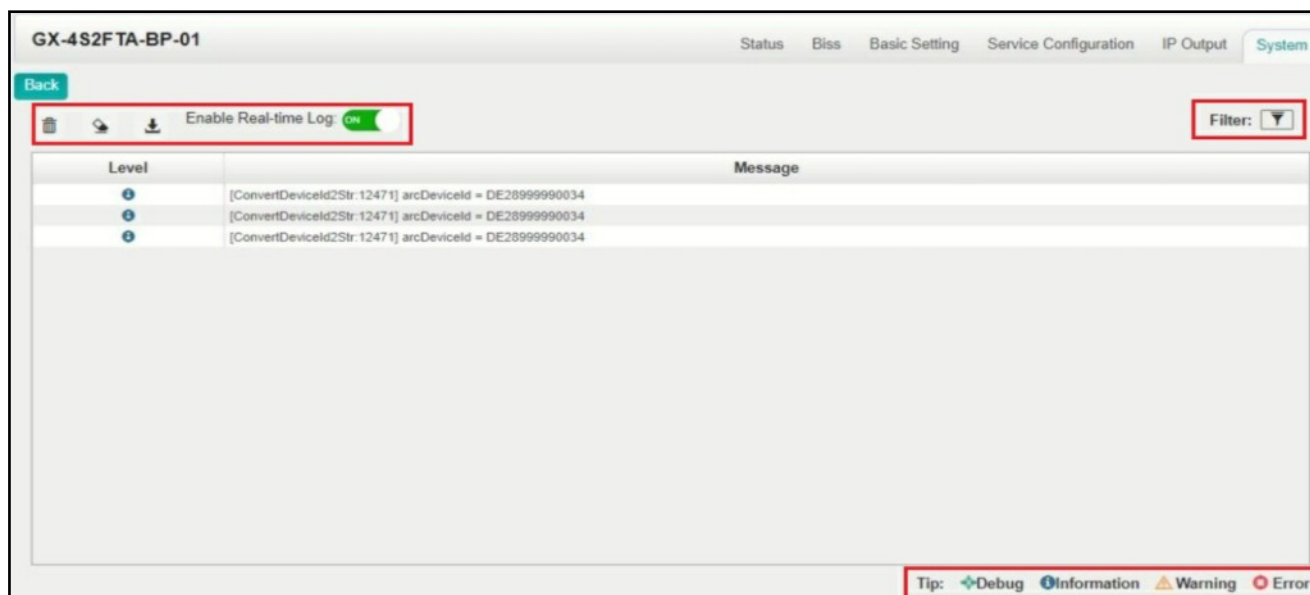 GX-4S2FTA-BP-01
Status Biss Basic Setting Service Configuration IP Output System
Back
Enable Real-time Log: ON
Filter:
Level Message
[ConvertDeviceId2Str:12471] arcDeviceId = DE28999990034
[ConvertDeviceId2Str:12471] arcDeviceId = DE28999990034
[ConvertDeviceId2Str:12471] arcDeviceId = DE28999990034
Tip: Debug Information Warning Error